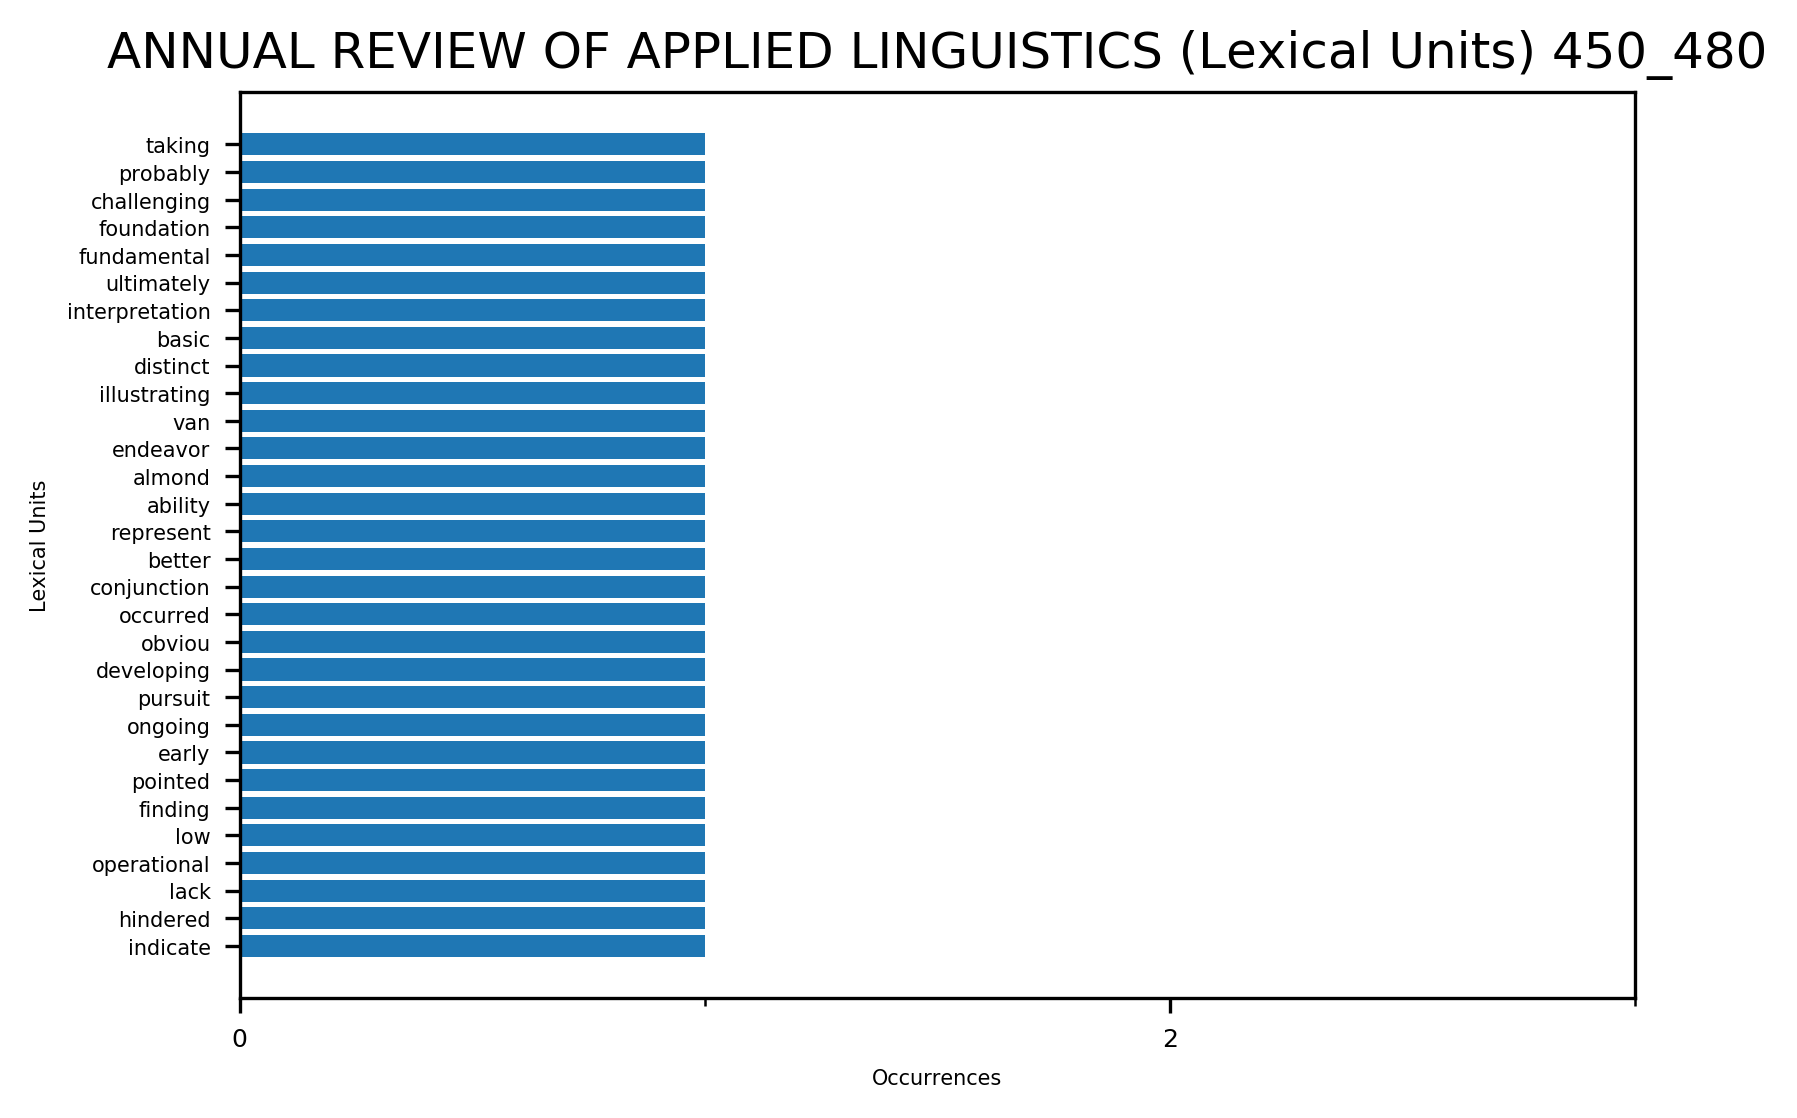 ANNUAL REVIEW OF APPLIED LINGUISTICS (Lexical Units) 450_480
taking
probably
challenging
foundation
fundamental
ultimately
interpretation
basic
distinct
illustrating
van
endeavor
almond
ability
represent
better
conjunction
occurred
obviou
developing
pursuit
ongoing
early
pointed
finding
low
operational
lack
hindered
indicate
Lexical Units
0 2
Occurrences